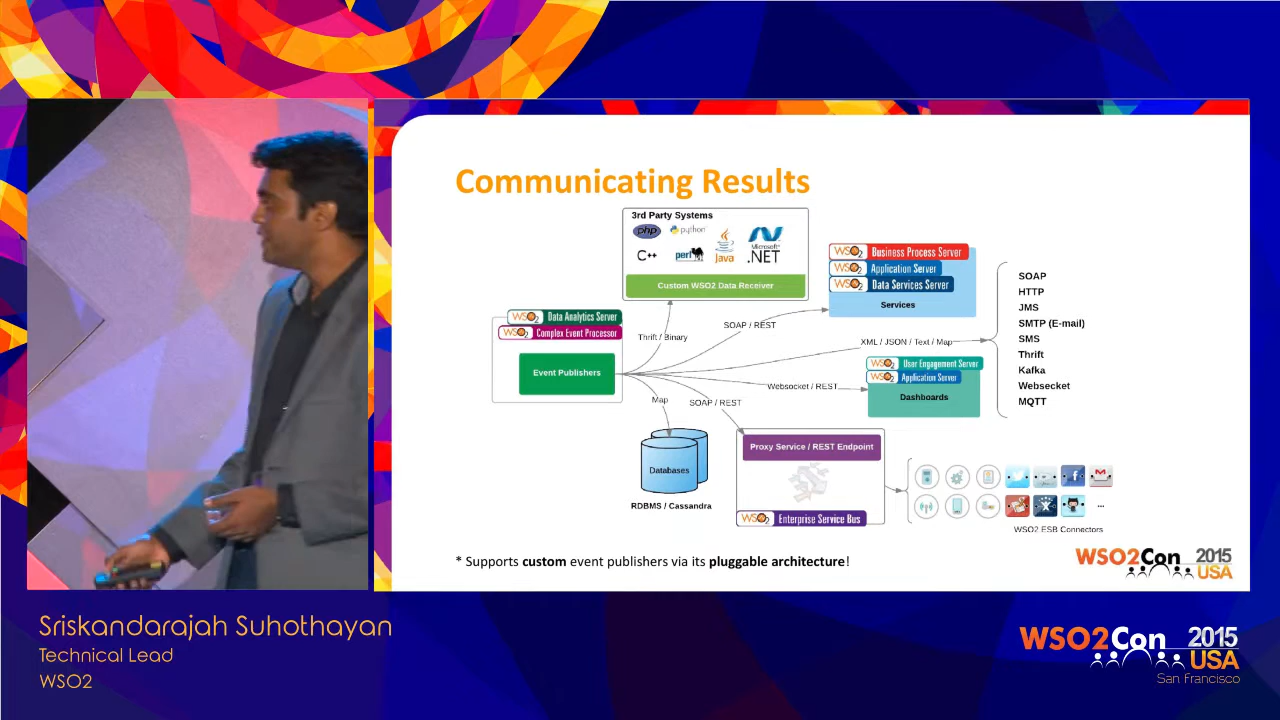 Communicating Results
3rd Party Systems
php
python
C++
perl
Java
Microsoft
.NET
Custom WSO2 Data Receiver
WSO2 Business Process Server
WSO2 Application Server
WSO2 Data Services Server
Services
WSO2 Data Analytics Server
WSO2 Complex Event Processor
Event Publishers
Thrift / Binary
SOAP / REST
XML / JSON / Text / Map
Websocket / REST
Map
SOAP / REST
WSO2 User Engagement Server
WSO2 Application Server
Dashboards
SOAP
HTTP
JMS
SMTP (E-mail)
SMS
Thrift
Kafka
Websecket
MQTT
Databases
RDBMS / Cassandra
Proxy Service / REST Endpoint
WSO2 Enterprise Service Bus
...
WSO2 ESB Connectors
* Supports custom event publishers via its pluggable architecture!
WSO2Con 2015
USA
Sriskandarajah Suhothayan
Technical Lead
WSO2
WSO2Con 2015
USA
San Francisco